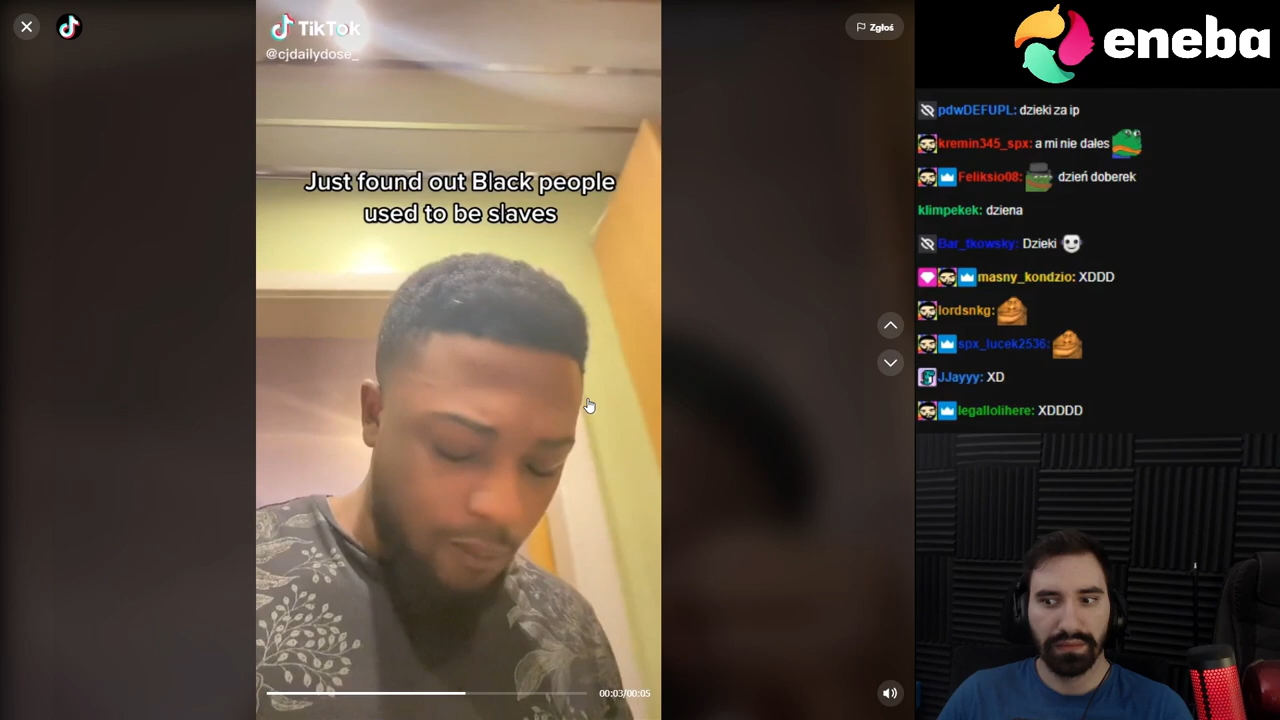 TikTok
@cjdailydose_
Zgłoś
eneba
Just found out Black people
used to be slaves
00:03/00:05
pdwDEFUPL: dzieki za ip
kremin345_spx: a mi nie dałes
Feliksio08: dzień doberek
klimpekek: dziena
Bar_tkowsky: Dzieki
masny_kondzio: XDDD
lordsnkg:
spx_lucek2536:
JJayyy: XD
legallolihere: XDDDD